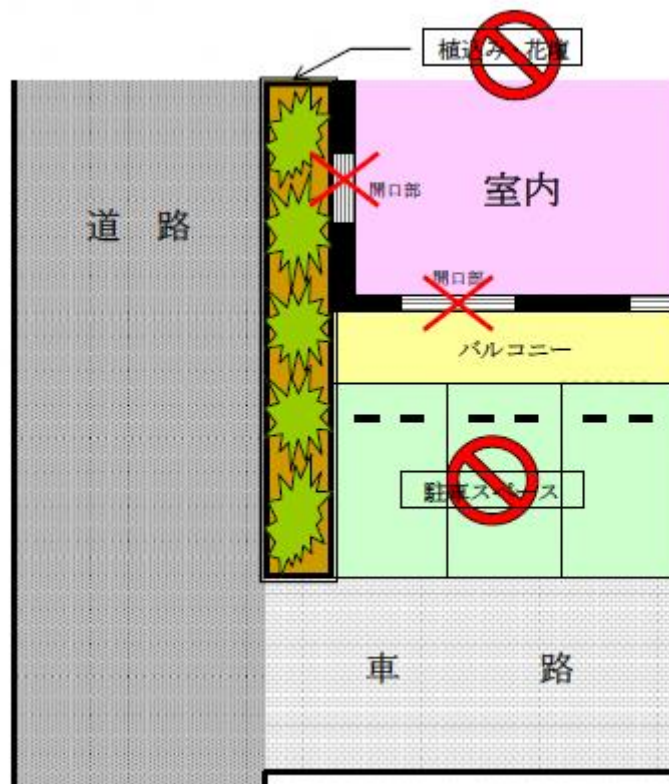 植込み・花壇
開口部
室内
道 路
開口部
バルコニー
駐車スペース
車 路